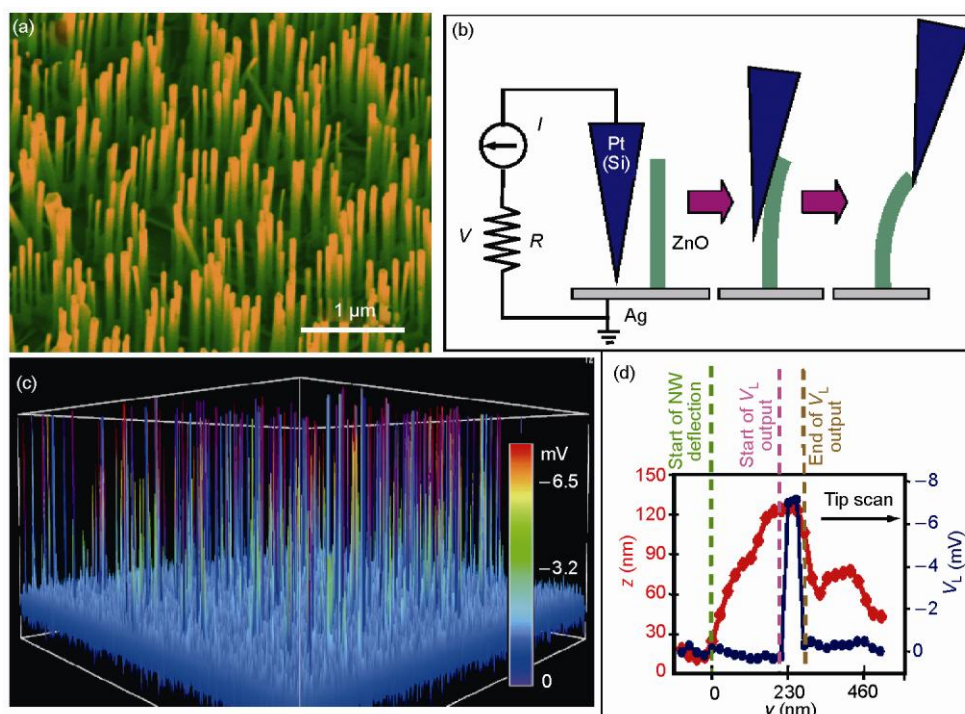 (a)
1 µm
(b)
I
V
R
Pt
(Si)
ZnO
Ag
(c)
mV
−6.5
−3.2
0
(d)
Start of NW
deflection
Start of V_L
output
End of V_L
output
Tip scan
150
120
90
60
30
0
z (nm)
−8
−6
−4
−2
0
V_L (mV)
0
230
460